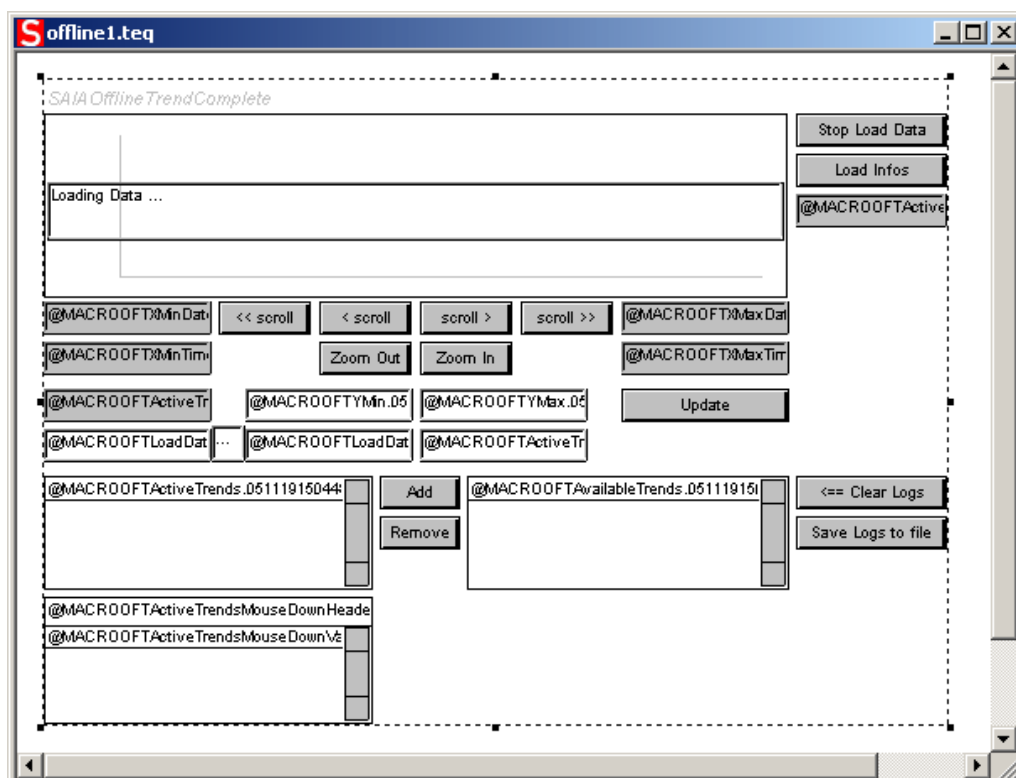 S offline1.teq
SAIAOfflineTrendComplete
Stop Load Data
Load Infos
Loading Data ...
@MACROOFTActive
@MACROOFTXMinDat
<< scroll
< scroll
scroll >
scroll >>
@MACROOFTXMaxDat
@MACROOFTXMinTim
Zoom Out
Zoom In
@MACROOFTXMaxTim
@MACROOFTActiveTr
@MACROOFTYMin.05
@MACROOFTYMax.05
Update
@MACROOFTLoadDat
...
@MACROOFTLoadDat
@MACROOFTActiveTr
@MACROOFTActiveTrends.05111915044
Add
@MACROOFTAvailableTrends.05111915
<== Clear Logs
Remove
Save Logs to file
@MACROOFTActiveTrendsMouseDownHeade
@MACROOFTActiveTrendsMouseDownVa